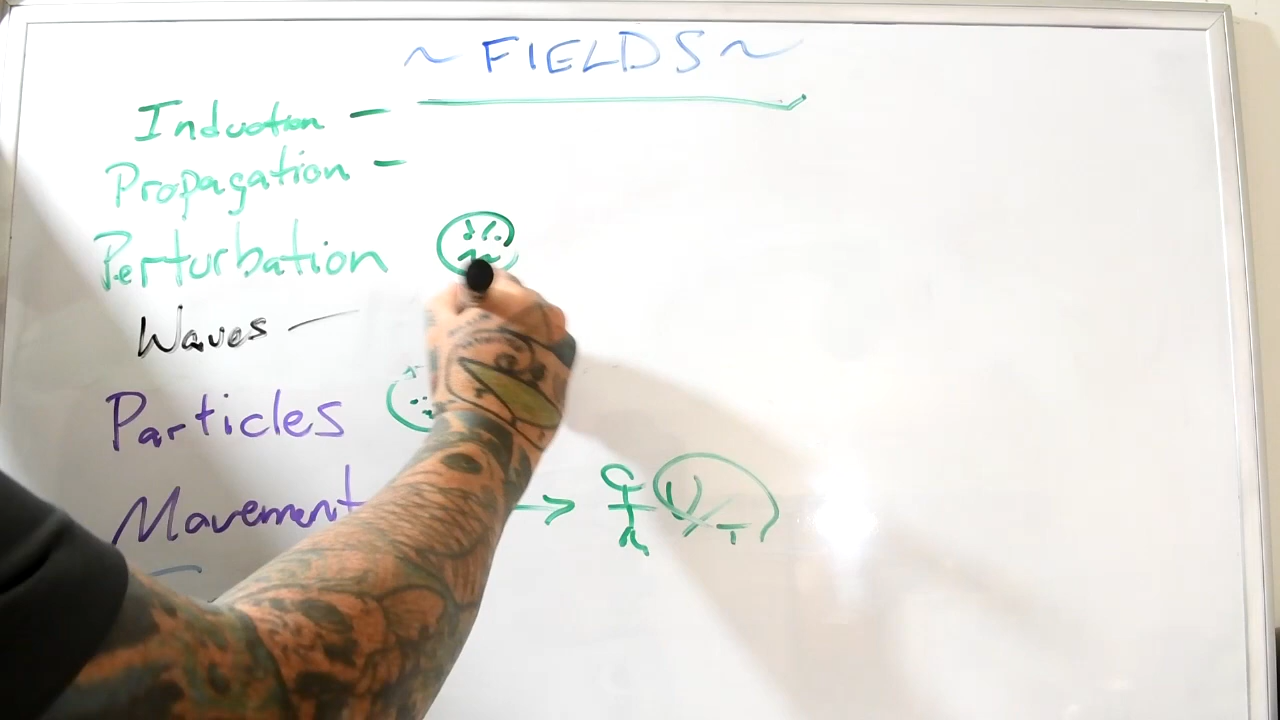 ~ FIELDS ~
Induction -
Propagation -
Perturbation
Waves -
Particles
Movement